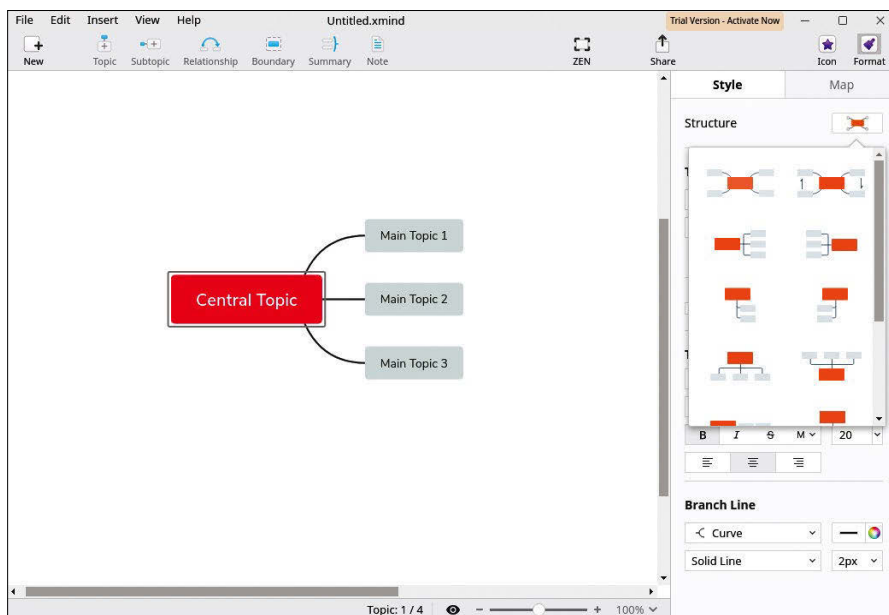 File Edit Insert View Help Untitled.xmind Trial Version - Activate Now
New Topic Subtopic Relationship Boundary Summary Note ZEN Share Icon Format
Style Map
Structure
Main Topic 1
Central Topic Main Topic 2
Main Topic 3
B I S M 20
Branch Line
Curve
Solid Line 2px
Topic: 1 / 4 100%